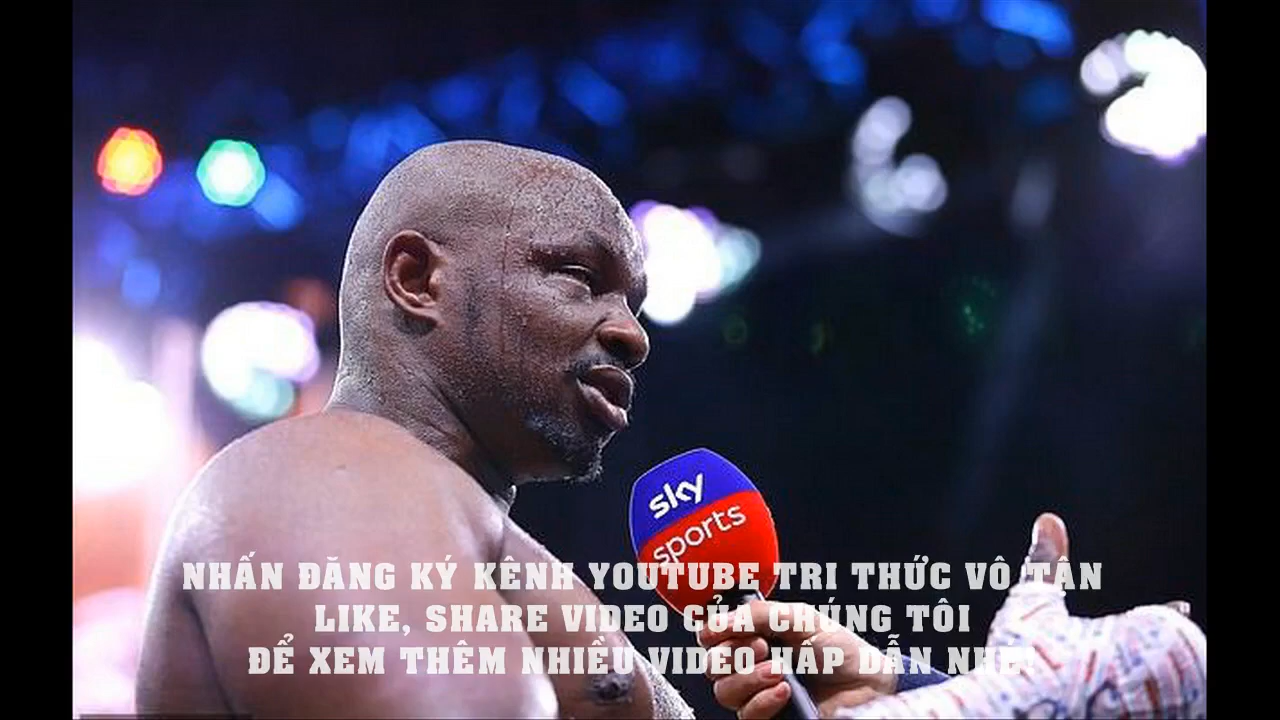 sky
sports
NHẤN ĐĂNG KÝ KÊNH YOUTUBE TRI THỨC VÔ TẬN
LIKE, SHARE VIDEO CỦA CHÚNG TÔI
ĐỂ XEM THÊM NHIỀU VIDEO HẤP DẪN NHÉ!